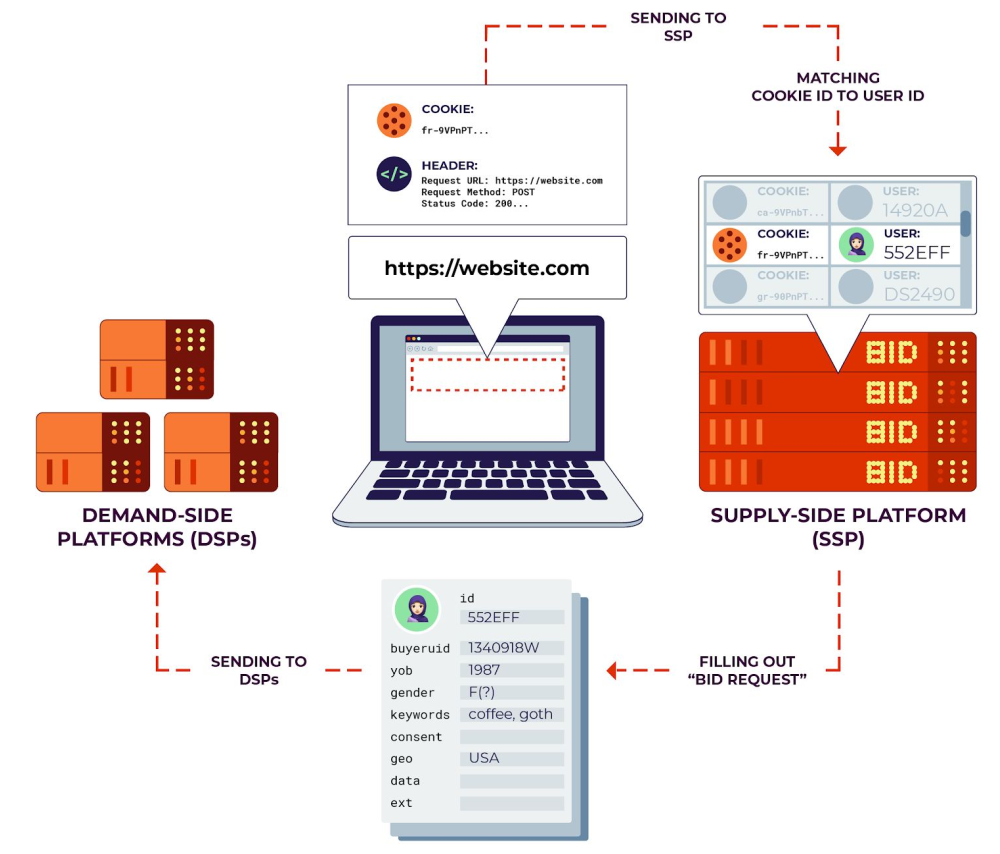 SENDING TO
SSP
MATCHING
COOKIE ID TO USER ID
COOKIE:
fr-9VPnPT...
HEADER:
Request URL: https://website.com
Request Method: POST
Status Code: 200...
https://website.com
COOKIE:
ca-9VPnbT...
USER:
14920A
COOKIE:
fr-9VPnPT...
USER:
552EFF
COOKIE:
gr-90PnPT...
USER:
DS2490
BID
BID
BID
BID
DEMAND-SIDE
PLATFORMS (DSPs)
SUPPLY-SIDE PLATFORM
(SSP)
FILLING OUT
“BID REQUEST”
id
552EFF
buyeruid 1340918W
yob 1987
gender F(?)
keywords coffee, goth
consent
geo USA
data
ext
SENDING TO
DSPs